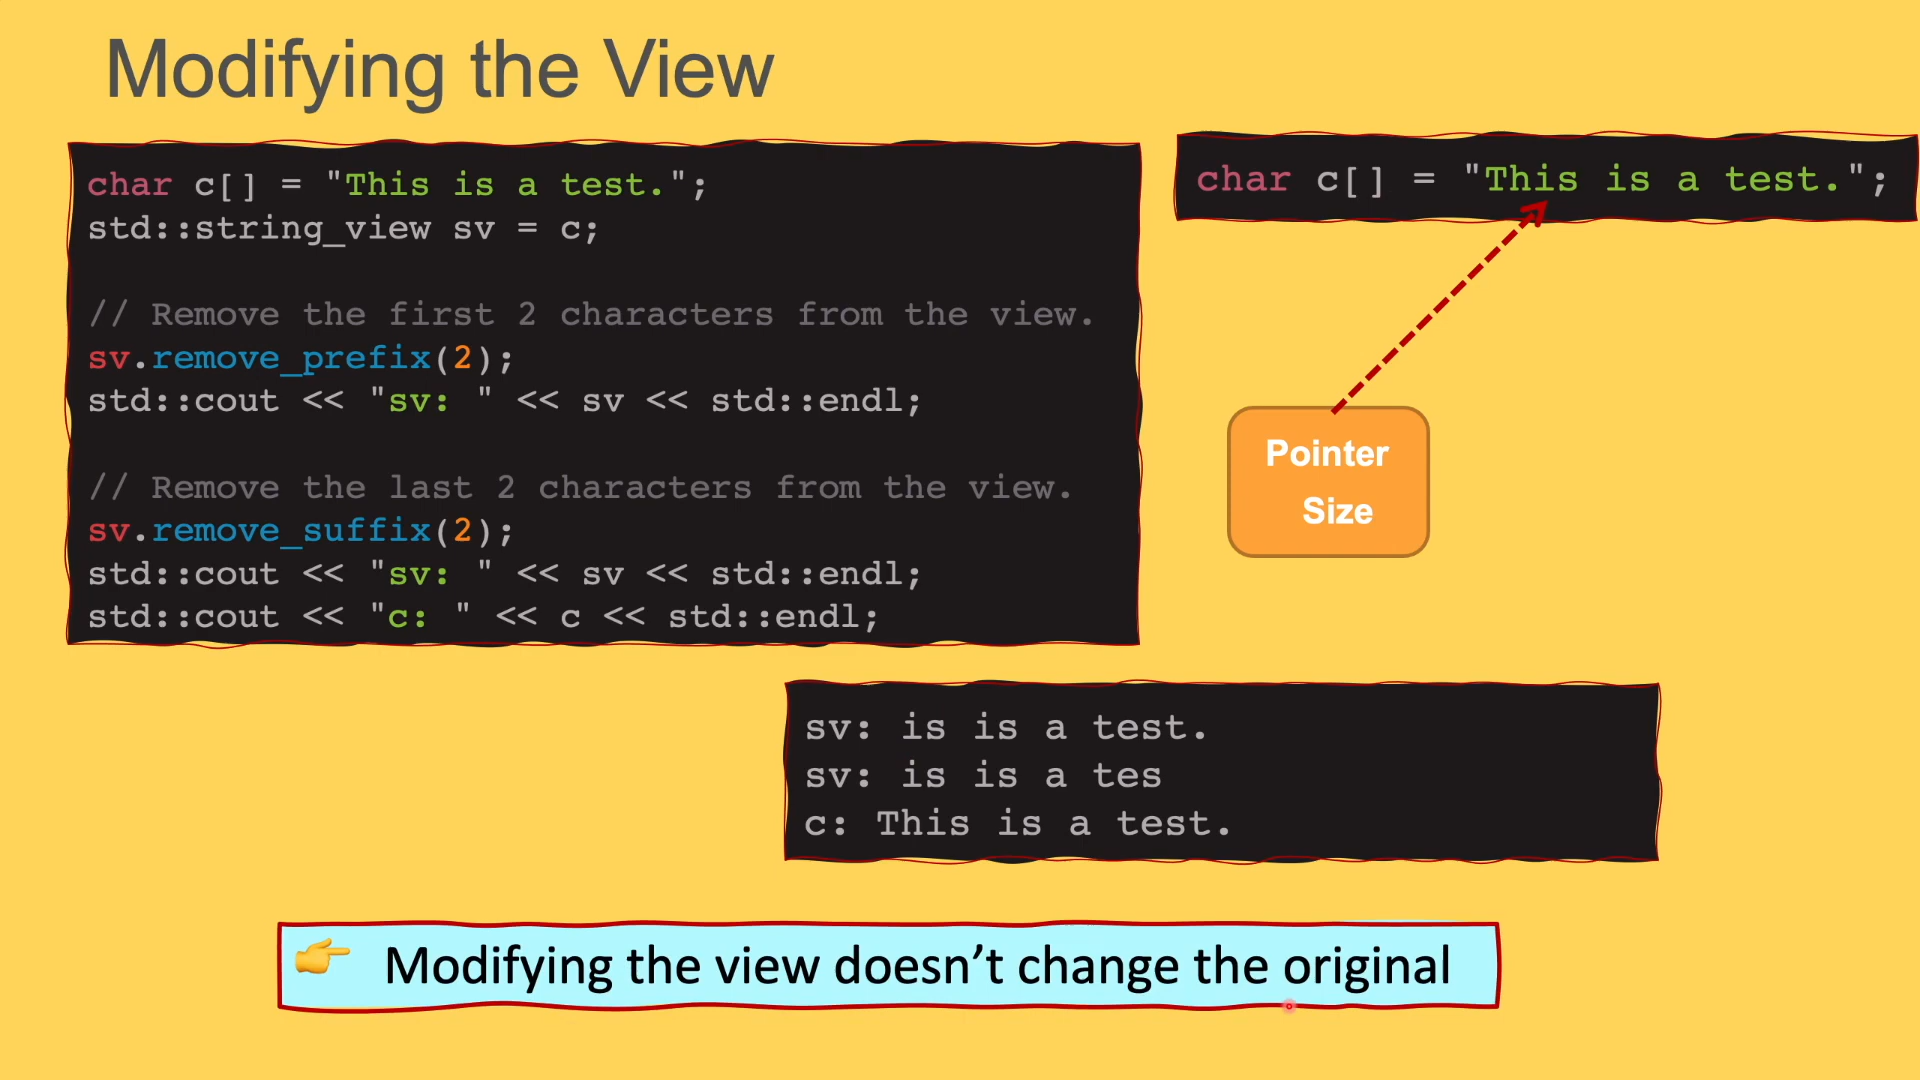 Modifying the View
char c[] = "This is a test.";
std::string_view sv = c;
// Remove the first 2 characters from the view.
sv.remove_prefix(2);
std::cout << "sv: " << sv << std::endl;
// Remove the last 2 characters from the view.
sv.remove_suffix(2);
std::cout << "sv: " << sv << std::endl;
std::cout << "c: " << c << std::endl;
char c[] = "This is a test.";
Pointer
Size
sv: is is a test.
sv: is is a tes
c: This is a test.
👉 Modifying the view doesn’t change the original